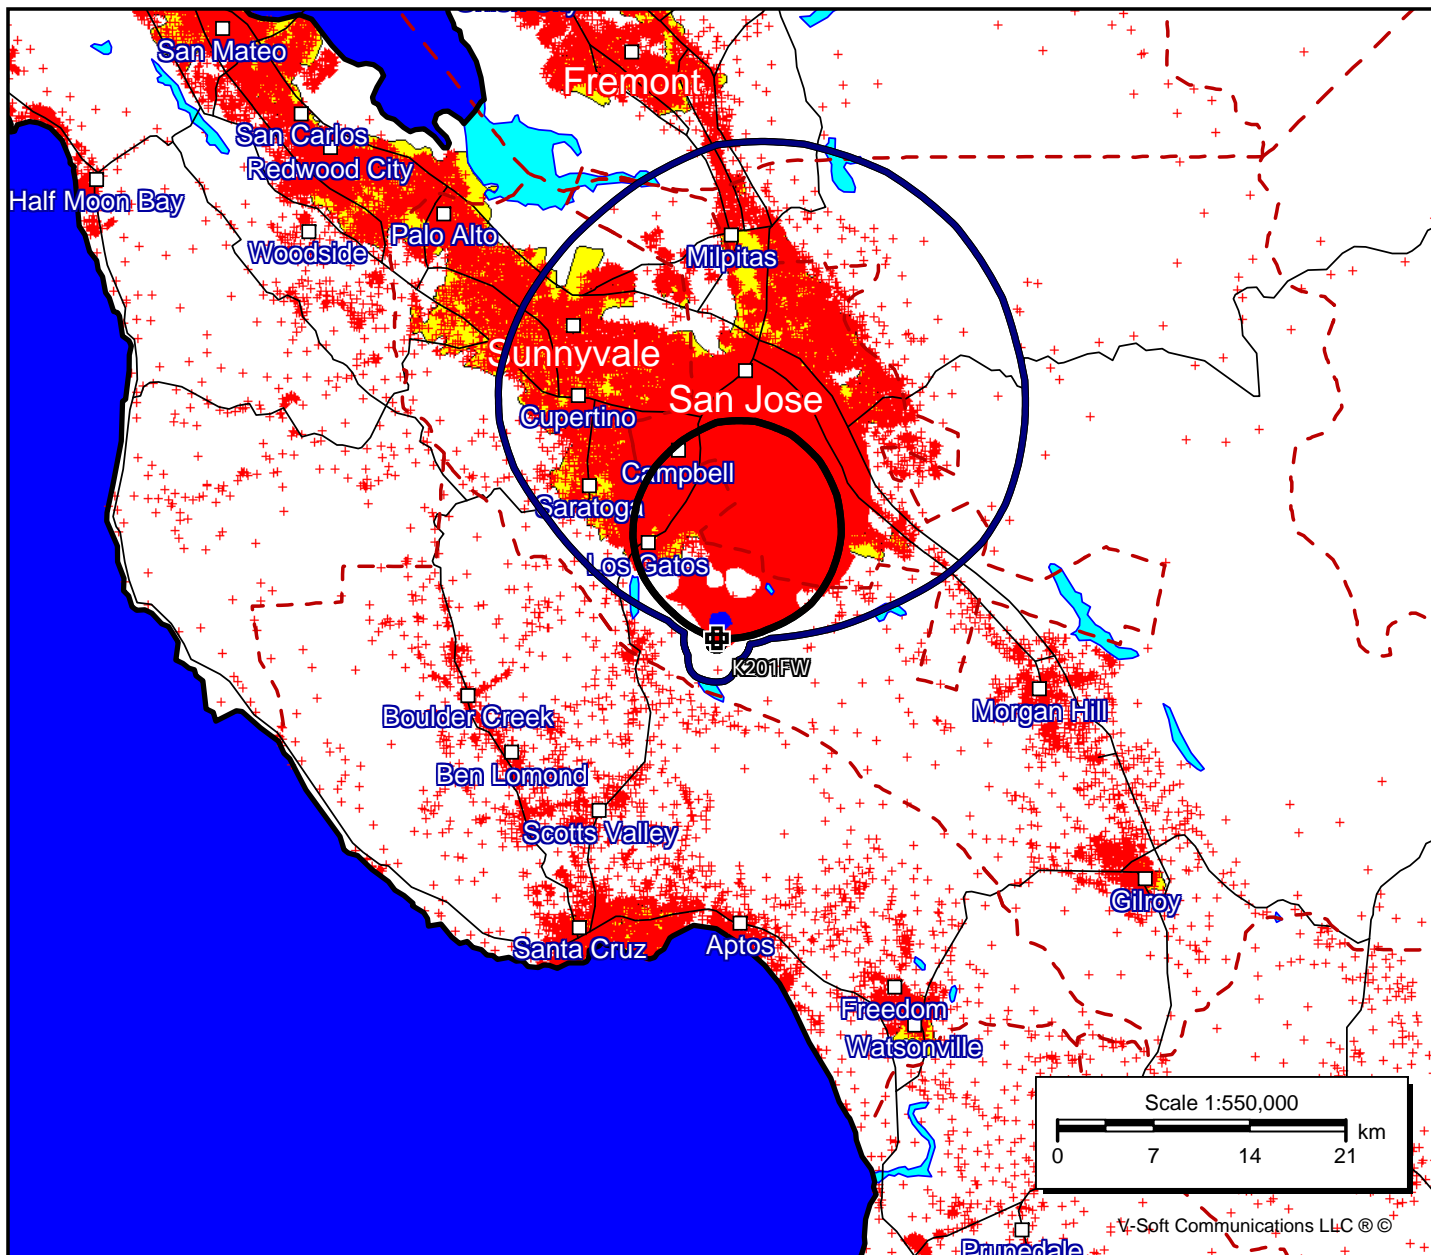 San Mateo
Fremont
San Carlos
Redwood City
Half Moon Bay
Palo Alto
Woodside
Milpitas
Sunnyvale
San Jose
Cupertino
Campbell
Saratoga
Los Gatos
K201FW
Morgan Hill
Boulder Creek
Ben Lomond
Scotts Valley
Gilroy
Santa Cruz
Aptos
Freedom
Watsonville
Scale 1:550,000
km
0 7 14 21
V-Soft Communications LLC ® ©
Prunedale